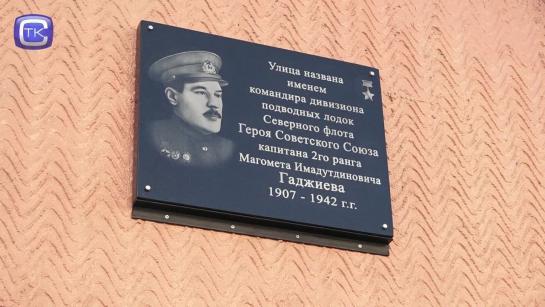 СТК
Улица названа
именем
командира дивизиона
подводных лодок
Северного флота
Героя Советского Союза
капитана 2го ранга
Магомета Имадутдиновича
Гаджиева
1907 - 1942 г.г.